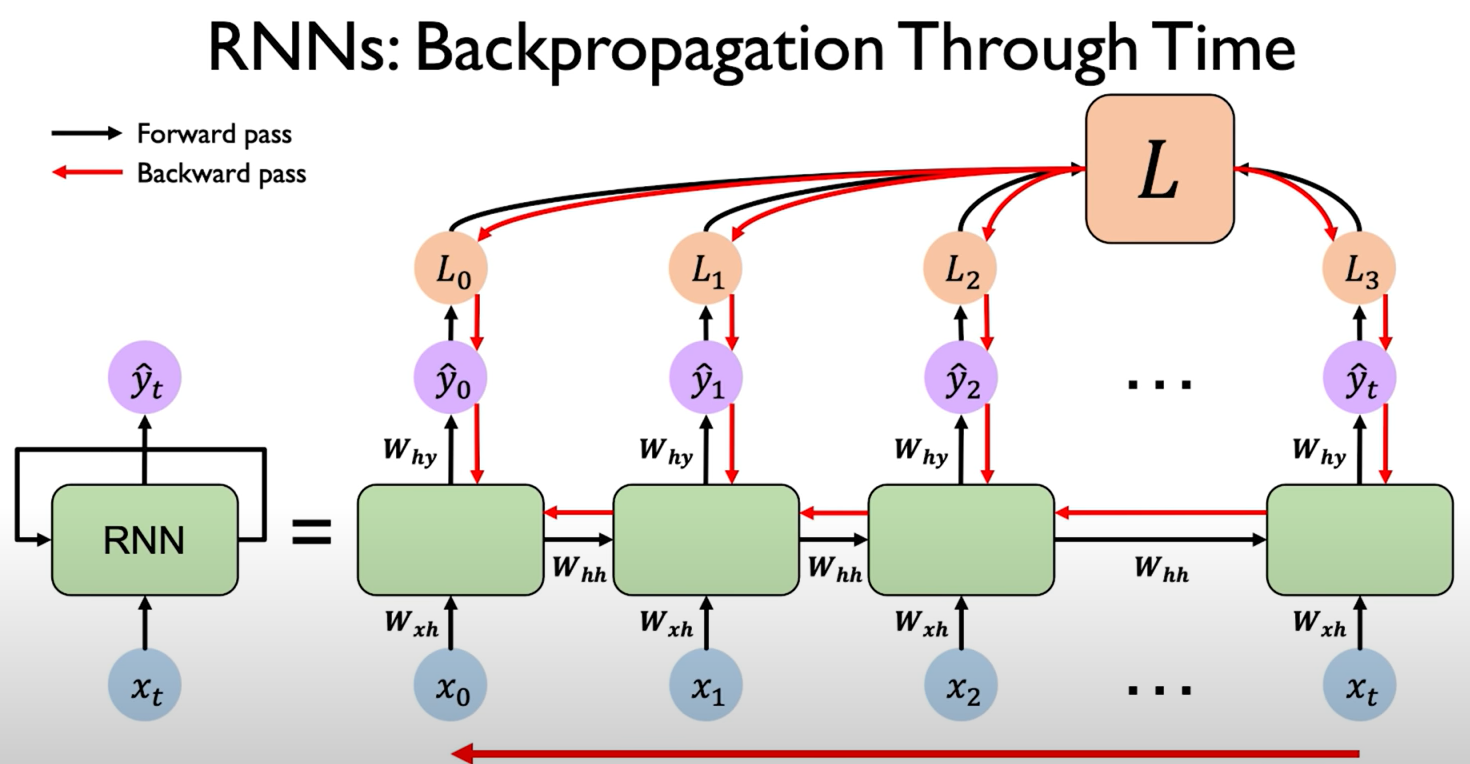 RNNs: Backpropagation Through Time
Forward pass
Backward pass
L
L₀ L₁ L₂ L₃
ŷₜ ŷ₀ ŷ₁ ŷ₂ ... ŷₜ
W_hy W_hy W_hy W_hy
RNN =
W_hh W_hh W_hh
W_xh W_xh W_xh W_xh
xₜ x₀ x₁ x₂ ... xₜ